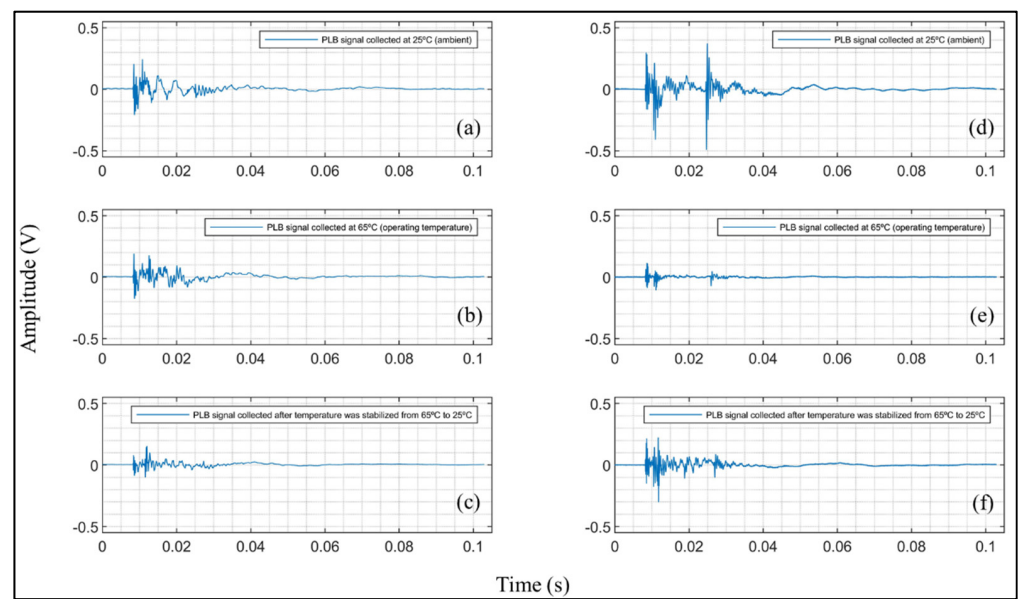 Amplitude (V)
0.5
0
-0.5
PLB signal collected at 25ºC (ambient)
(a)
0 0.02 0.04 0.06 0.08 0.1
0.5
0
-0.5
PLB signal collected at 25ºC (ambient)
(d)
0 0.02 0.04 0.06 0.08 0.1
0.5
0
-0.5
PLB signal collected at 65ºC (operating temperature)
(b)
0 0.02 0.04 0.06 0.08 0.1
0.5
0
-0.5
PLB signal collected at 65ºC (operating temperature)
(e)
0 0.02 0.04 0.06 0.08 0.1
0.5
0
-0.5
PLB signal collected after temperature was stabilized from 65ºC to 25ºC
(c)
0 0.02 0.04 0.06 0.08 0.1
0.5
0
-0.5
PLB signal collected after temperature was stabilized from 65ºC to 25ºC
(f)
0 0.02 0.04 0.06 0.08 0.1
Time (s)